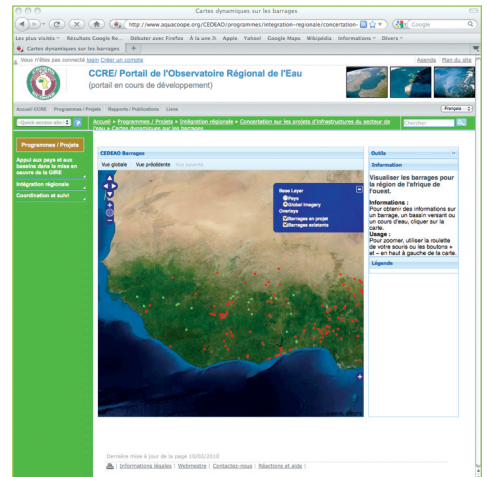 Cartes dynamiques sur les barrages
http://www.aquacoope.org/CEDEAO/programmes/integration-regionale/concertation-
Google
Les plus visités
Résultats Google Re...
Débuter avec Firefox
À la une
Apple
Yahoo!
Google Maps
Wikipédia
Informations
Divers
Cartes dynamiques sur les barrages
Vous n'êtes pas connecté login Créer un compte
Agenda Plan du site
CCRE/ Portail de l'Observatoire Régional de l'Eau
(portail en cours de développement)
Accueil CCRE Programmes / Projets Rapports / Publications Liens
Français
-Quick-access-site-
Accueil » Programmes / Projets » Intégration régionale » Concertation sur les projets d'infrastructures du secteur de
l'eau » Cartes dynamiques sur les barrages
Chercher
Programmes / Projets
Appui aux pays et aux
bassins dans la mise en
oeuvre de la GIRE
Intégration régionale
Coordination et suivi
CEDEAO Barrages
Vue globale Vue précédente Vue suivante
Base Layer
Pays
Global Imagery
Overlays
Barrages en projet
Barrages existants
Outils
Information
Visualiser les barrages pour
la région de l'afrique de
l'ouest.
Informations :
Pour obtenir des informations sur
un barrage, un bassin versant ou
un cours d'eau, cliquer sur la
carte.
Usage :
Pour zoomer, utiliser la roulette
de votre souris ou les boutons +
et – en haut à gauche de la carte.
Légende
Dernière mise à jour de la page 10/02/2010
| Informations légales | Webmestre | Contactez-nous | Réactions et aide |